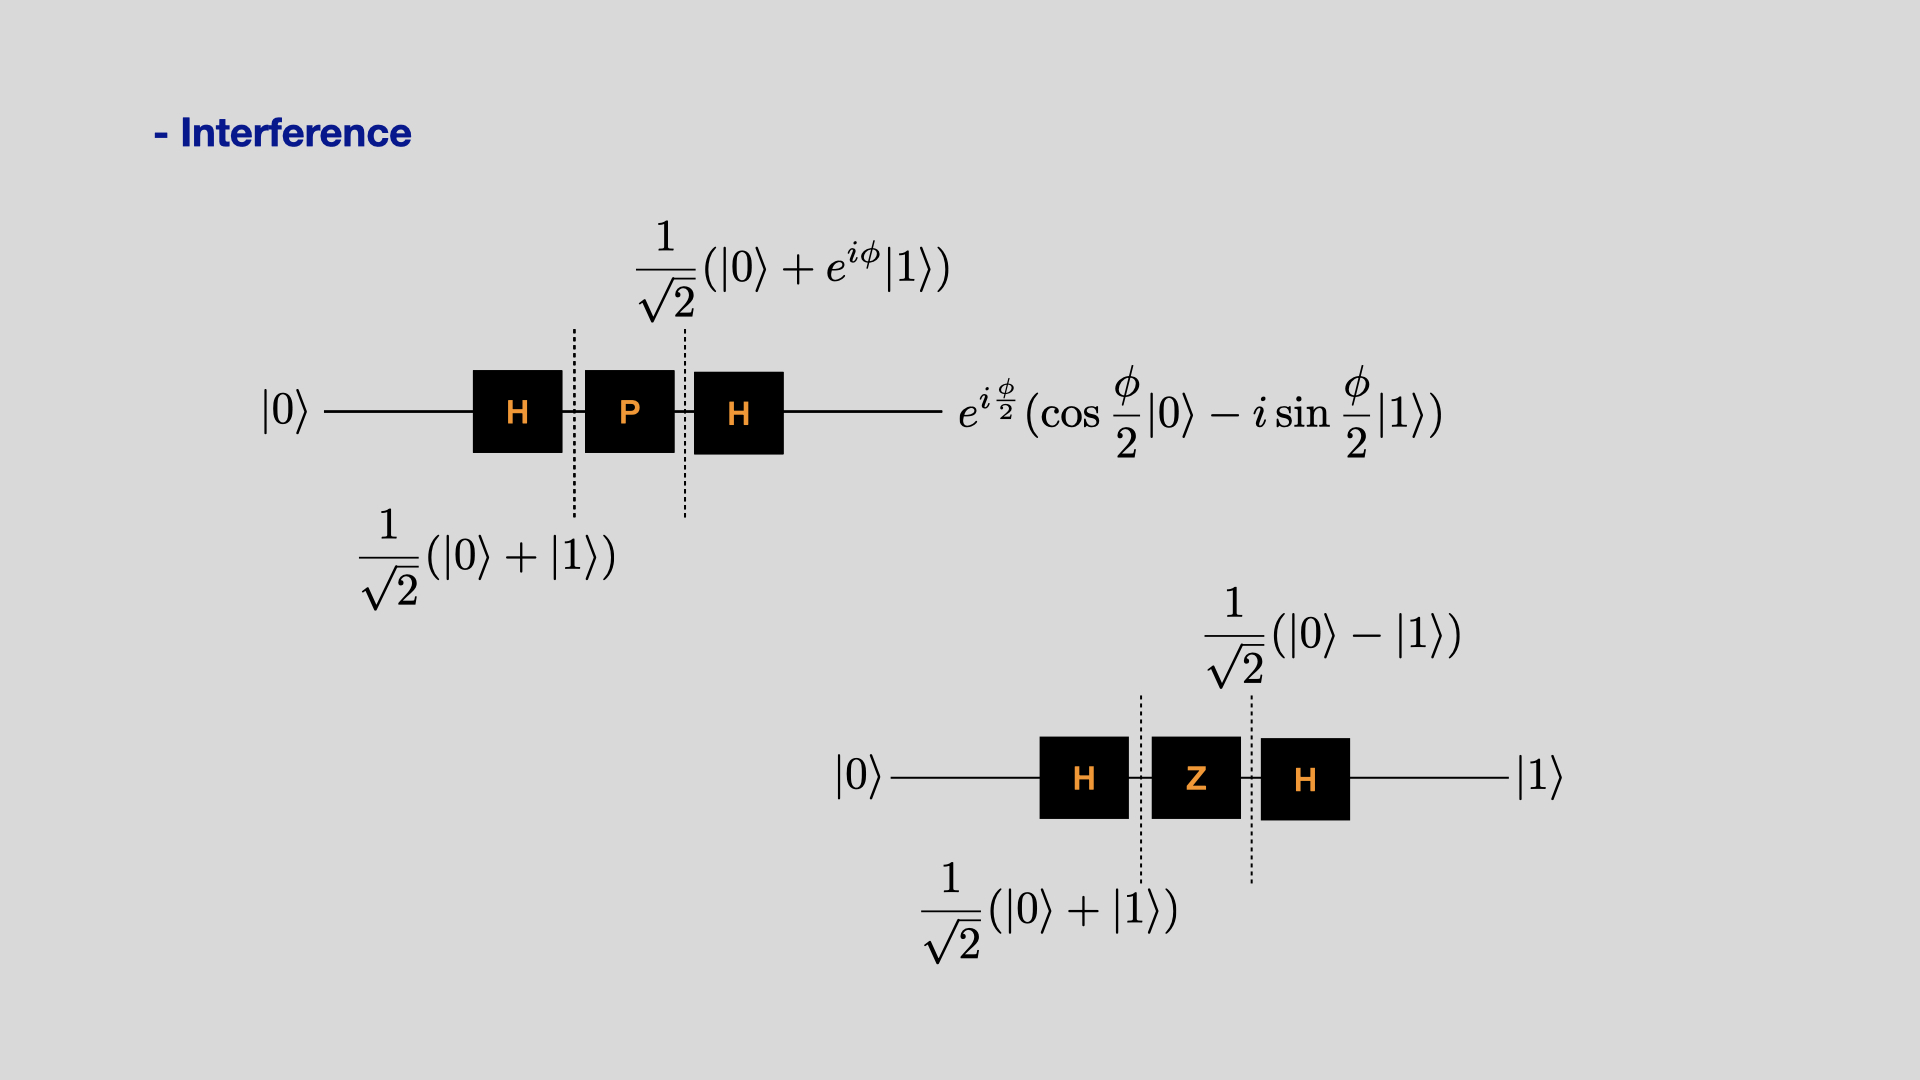 - Interference
$\frac{1}{\sqrt{2}}(|0\rangle + e^{i\phi}|1\rangle)$
$|0\rangle$ H P H $e^{i\frac{\phi}{2}}(\cos\frac{\phi}{2}|0\rangle - i\sin\frac{\phi}{2}|1\rangle)$
$\frac{1}{\sqrt{2}}(|0\rangle + |1\rangle)$
$\frac{1}{\sqrt{2}}(|0\rangle - |1\rangle)$
$|0\rangle$ H Z H $|1\rangle$
$\frac{1}{\sqrt{2}}(|0\rangle + |1\rangle)$